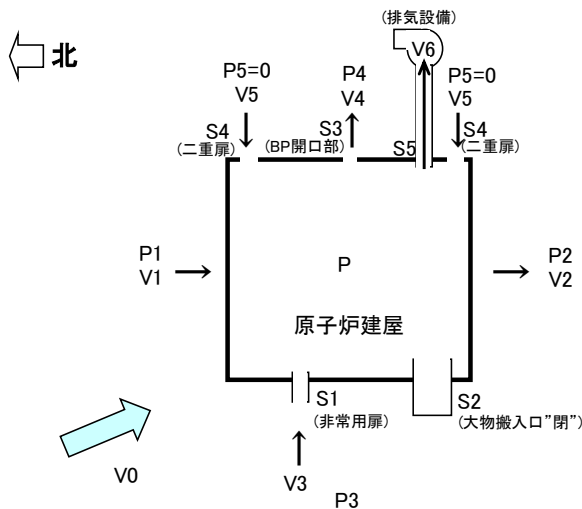 (排気設備)
北
V6
P5=0
V5
P4
V4
P5=0
V5
S4
(二重扉)
S3
(BP開口部)
S5
S4
(二重扉)
P1
V1
P
P2
V2
原子炉建屋
S1
(非常用扉)
S2
(大物搬入口”閉”)
V0
V3
P3